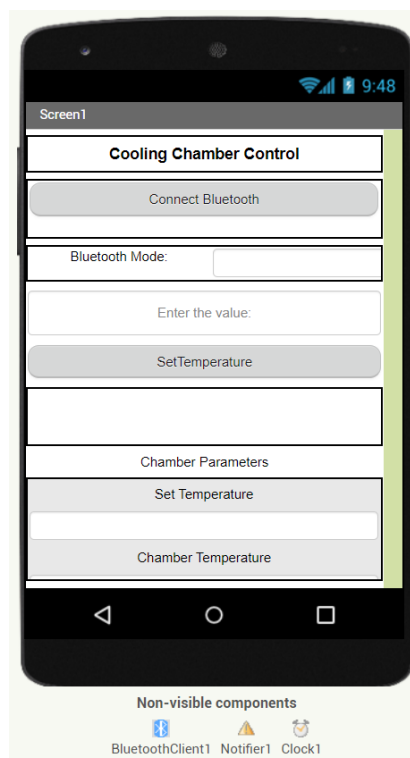 9:48
Screen1
Cooling Chamber Control
Connect Bluetooth
Bluetooth Mode:
Enter the value:
SetTemperature
Chamber Parameters
Set Temperature
Chamber Temperature
Non-visible components
BluetoothClient1 Notifier1 Clock1